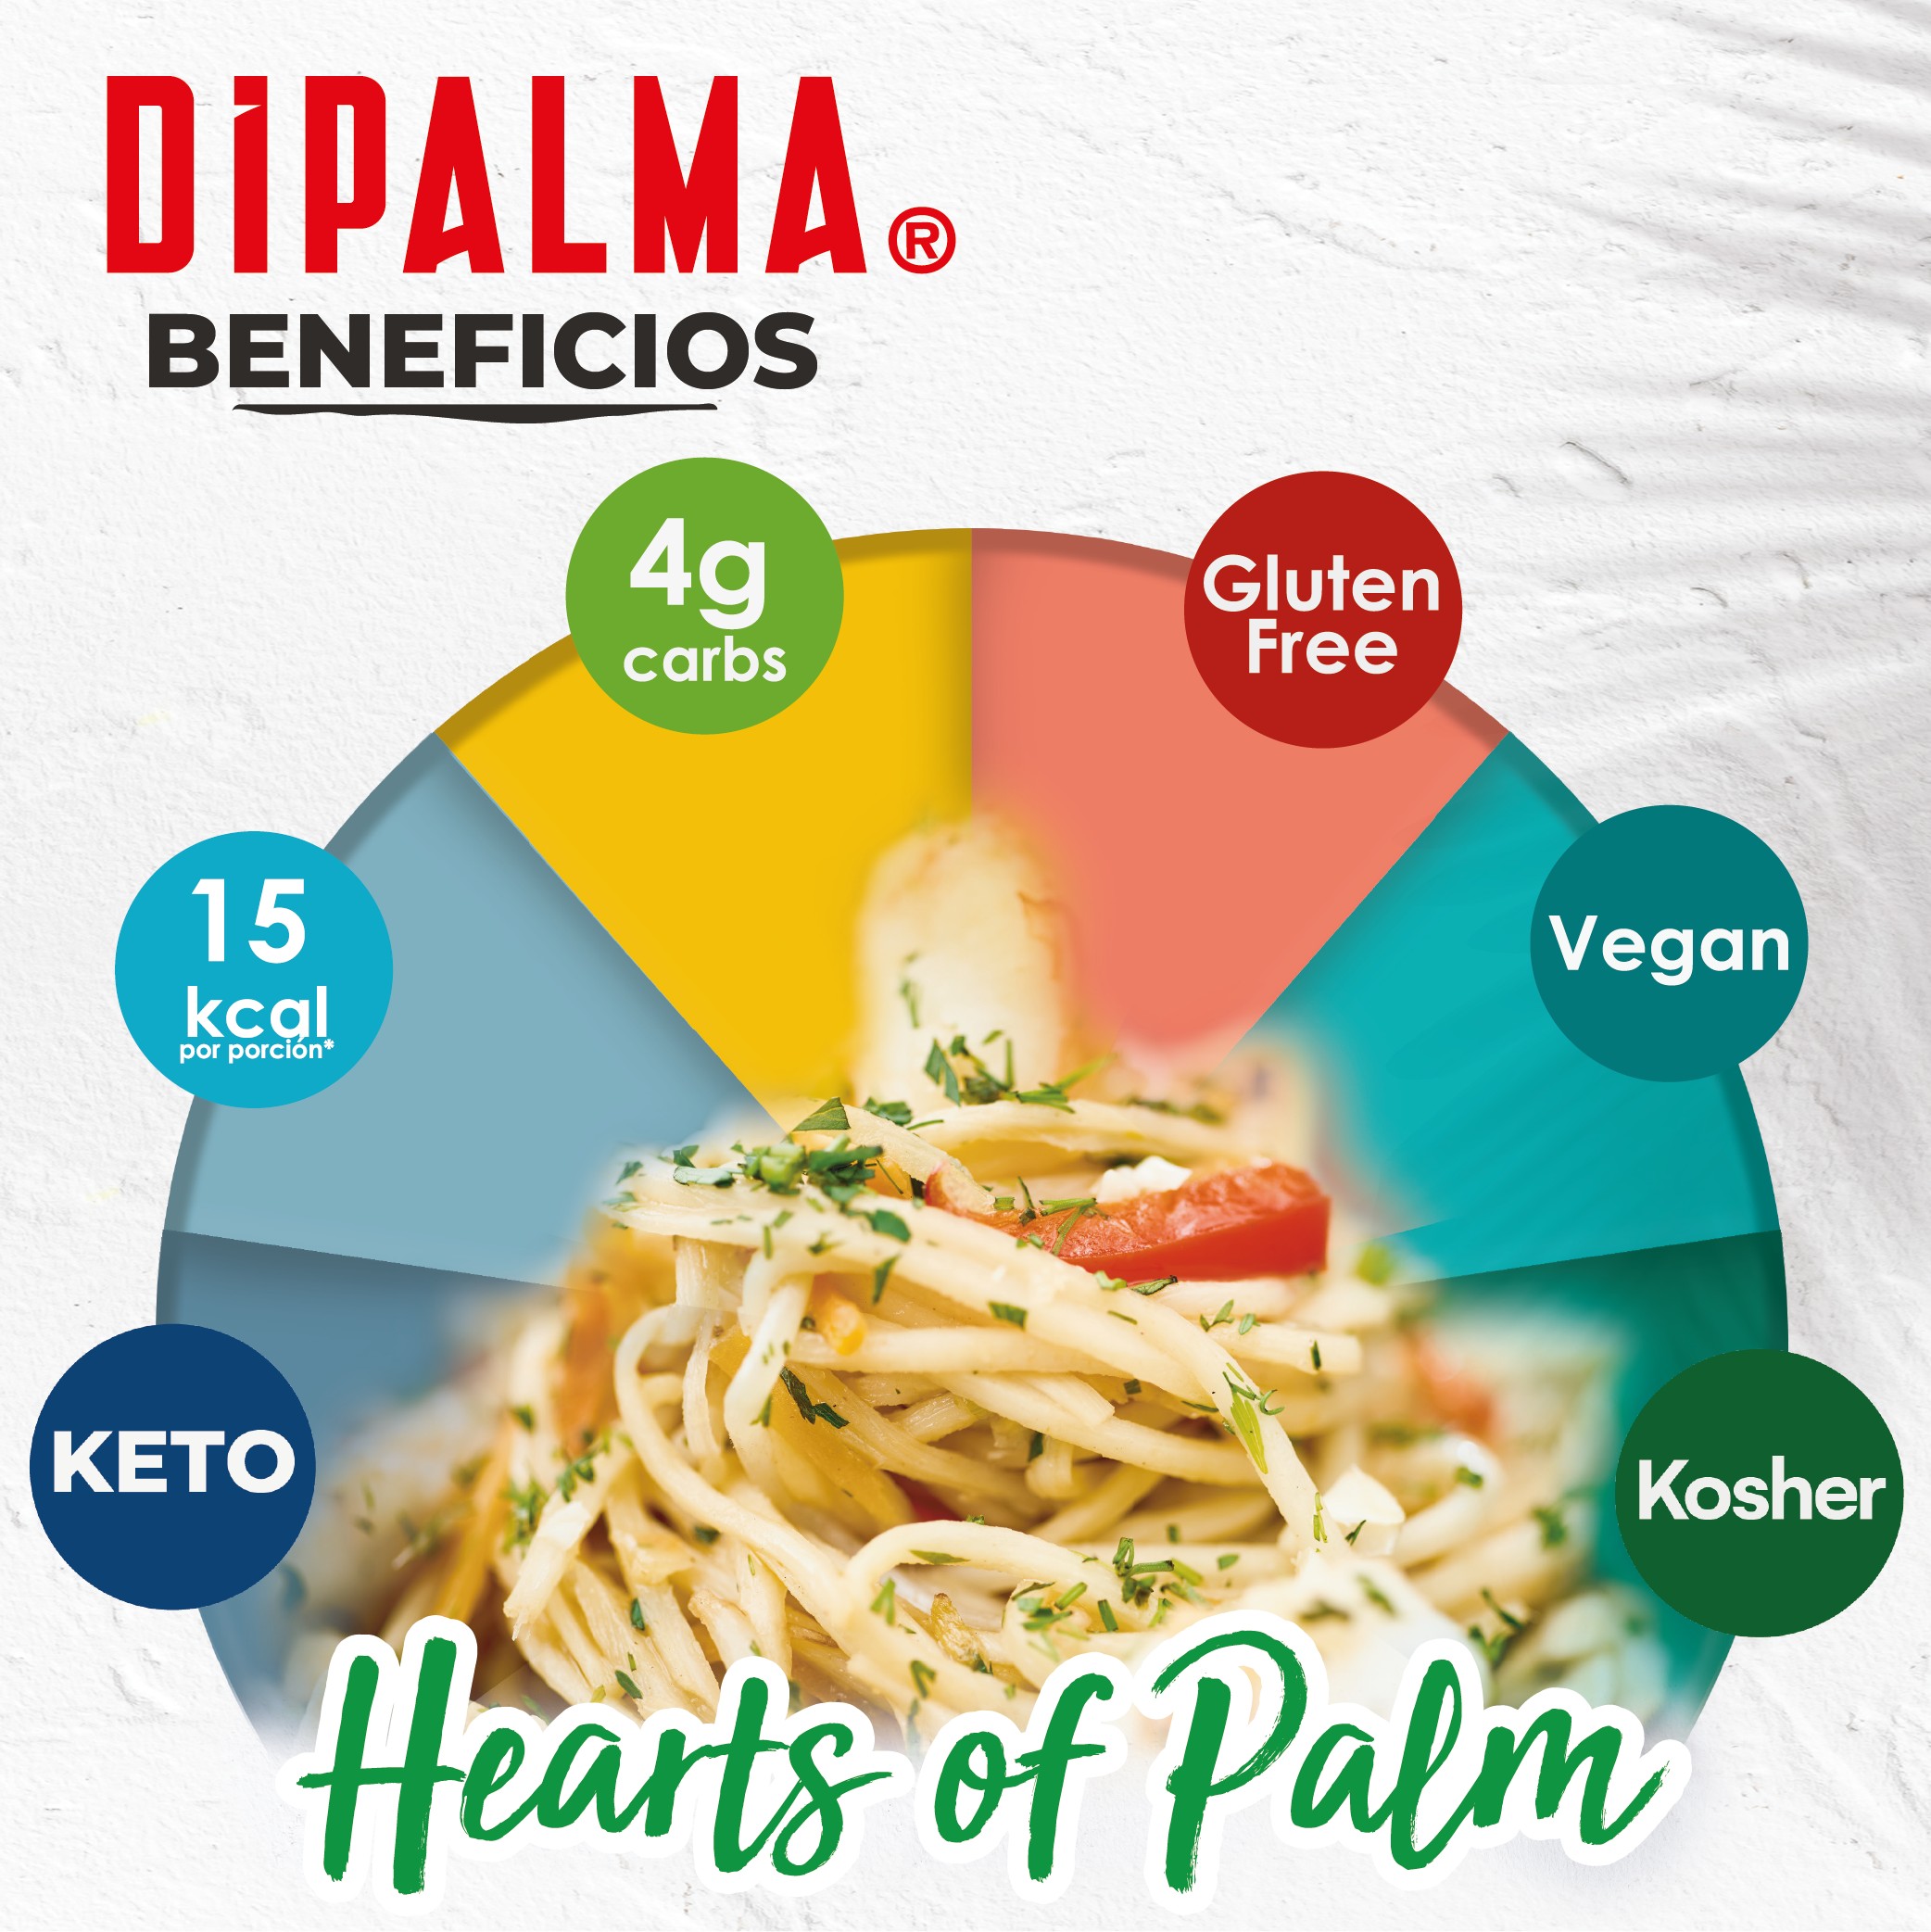 DiPALMA®
BENEFICIOS
4g
carbs
Gluten
Free
15
kcal
por porción*
Vegan
KETO
Kosher
Hearts of Palm